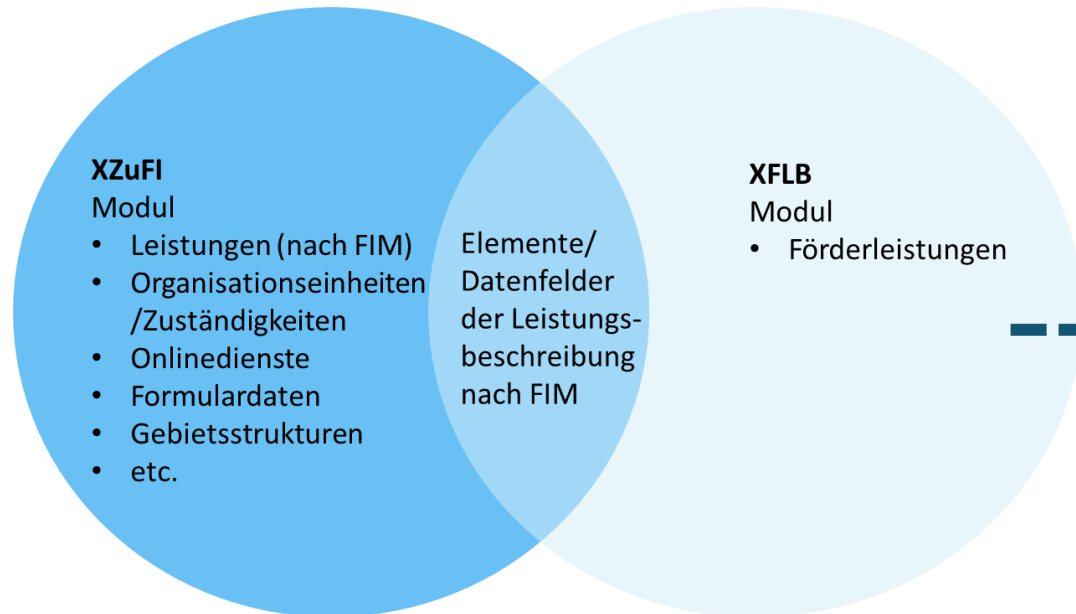 XZuFI
Modul
• Leistungen (nach FIM)
• Organisationseinheiten
/Zuständigkeiten
• Onlinedienste
• Formulardaten
• Gebietsstrukturen
• etc.
Elemente/
Datenfelder
der Leistungs-
beschreibung
nach FIM
XFLB
Modul
• Förderleistungen